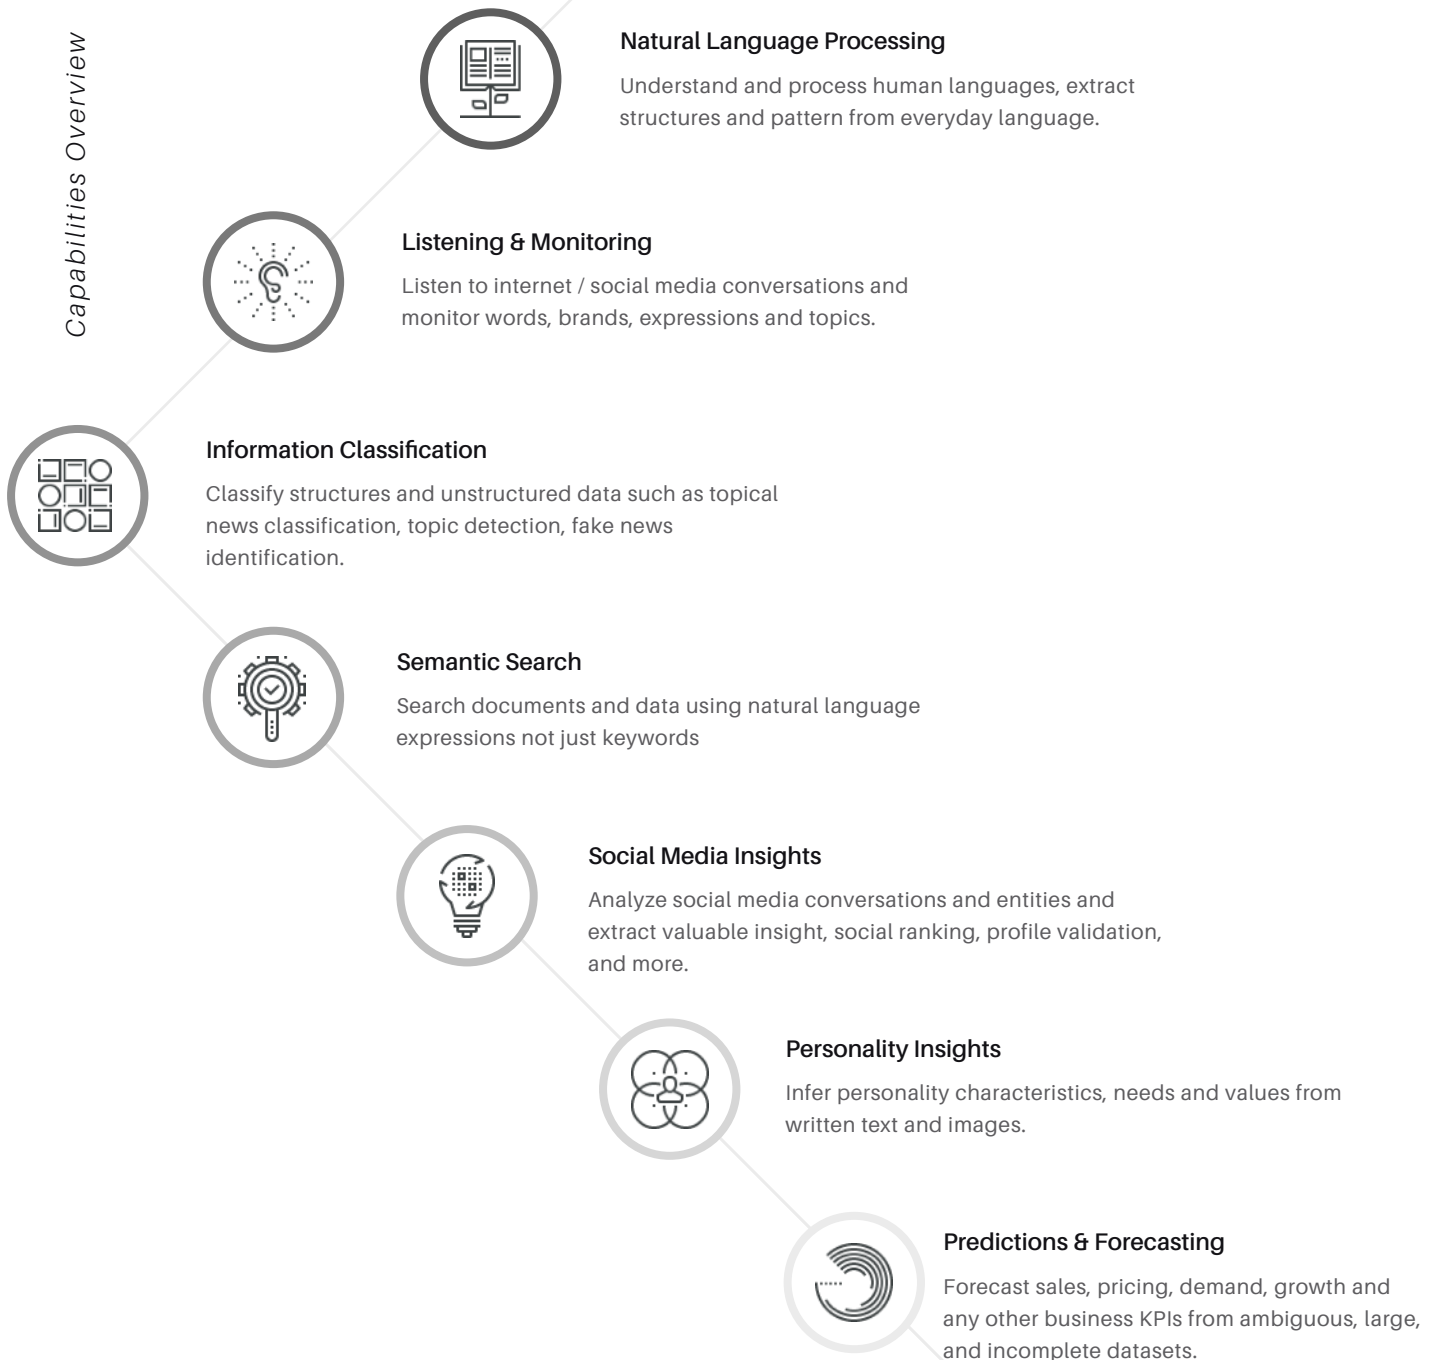 Capabilities Overview
Natural Language Processing
Understand and process human languages, extract
structures and pattern from everyday language.
Listening & Monitoring
Listen to internet / social media conversations and
monitor words, brands, expressions and topics.
Information Classification
Classify structures and unstructured data such as topical
news classification, topic detection, fake news
identification.
Semantic Search
Search documents and data using natural language
expressions not just keywords
Social Media Insights
Analyze social media conversations and entities and
extract valuable insight, social ranking, profile validation,
and more.
Personality Insights
Infer personality characteristics, needs and values from
written text and images.
Predictions & Forecasting
Forecast sales, pricing, demand, growth and
any other business KPIs from ambiguous, large,
and incomplete datasets.